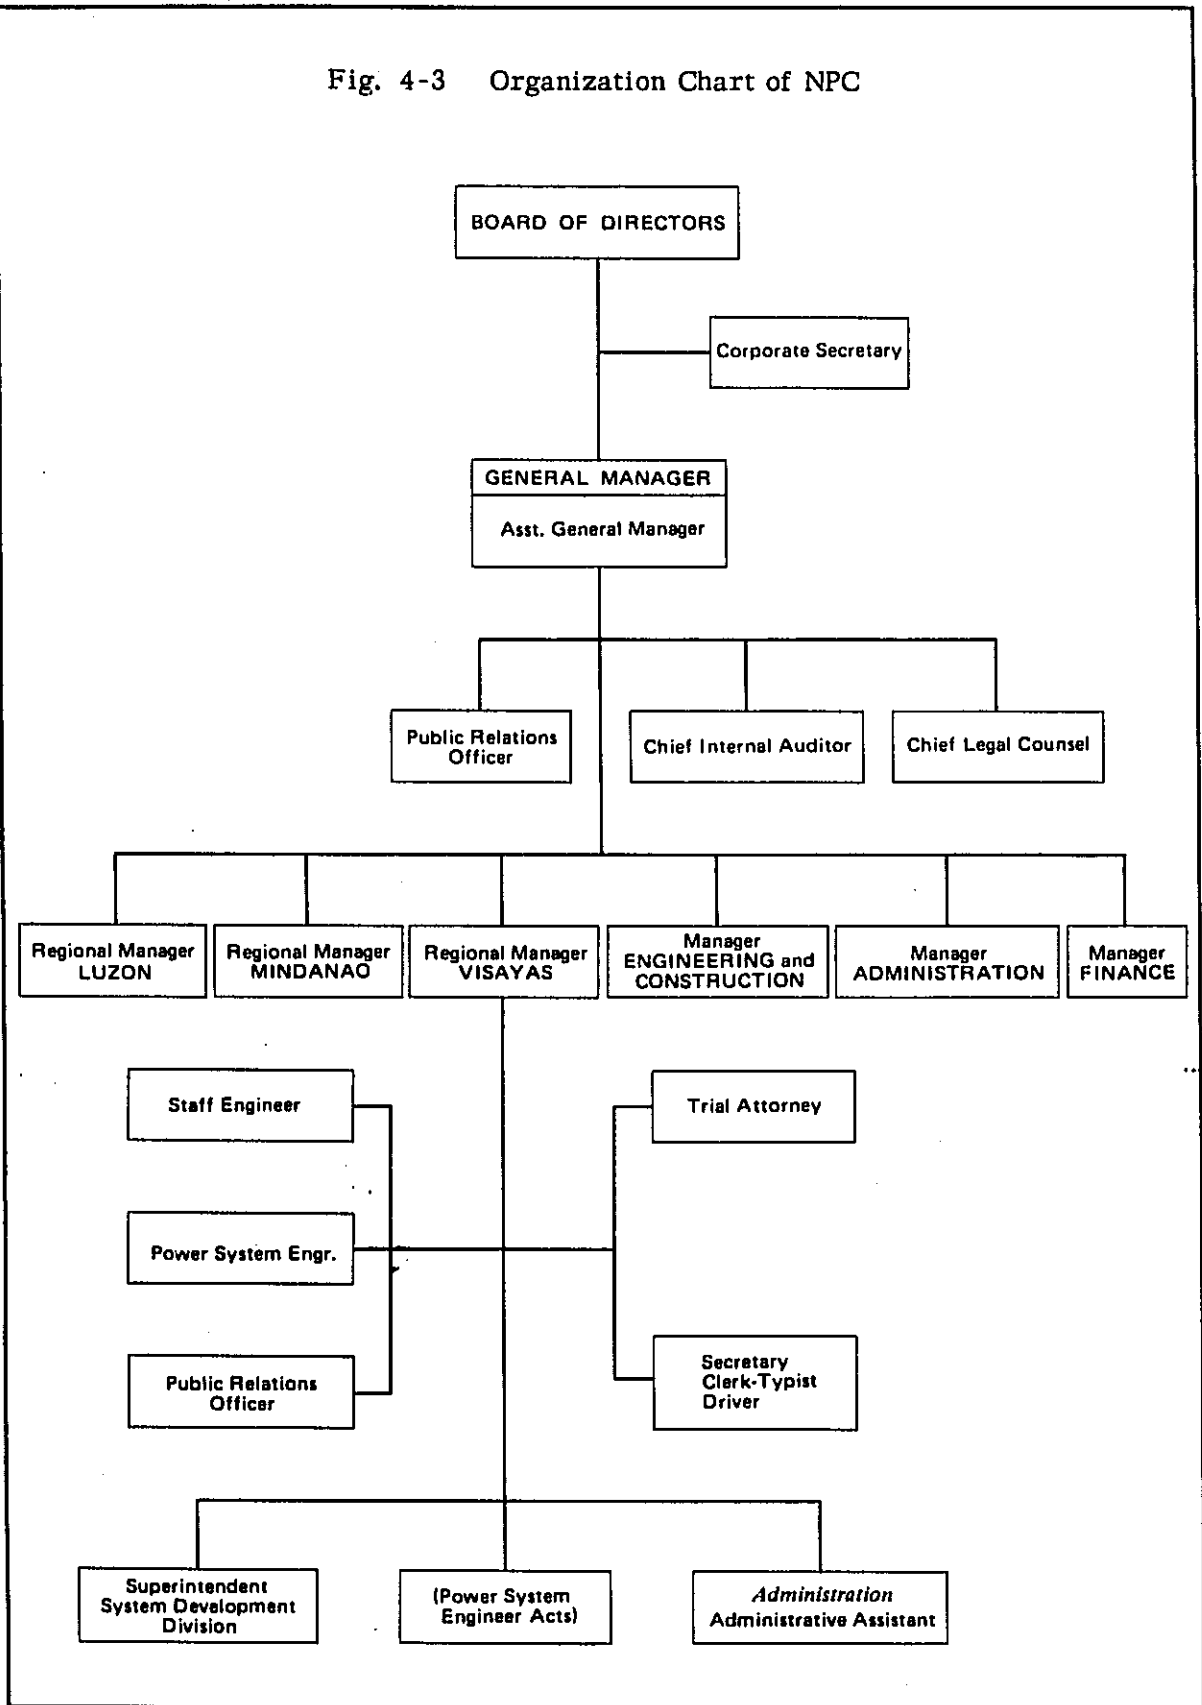 Fig. 4-3 Organization Chart of NPC
BOARD OF DIRECTORS
Corporate Secretary
GENERAL MANAGER
Asst. General Manager
Public Relations
Officer
Chief Internal Auditor
Chief Legal Counsel
Regional Manager
LUZON
Regional Manager
MINDANAO
Regional Manager
VISAYAS
Manager
ENGINEERING and
CONSTRUCTION
Manager
ADMINISTRATION
Manager
FINANCE
Staff Engineer
Trial Attorney
Power System Engr.
Public Relations
Officer
Secretary
Clerk-Typist
Driver
Superintendent
System Development
Division
(Power System
Engineer Acts)
Administration
Administrative Assistant